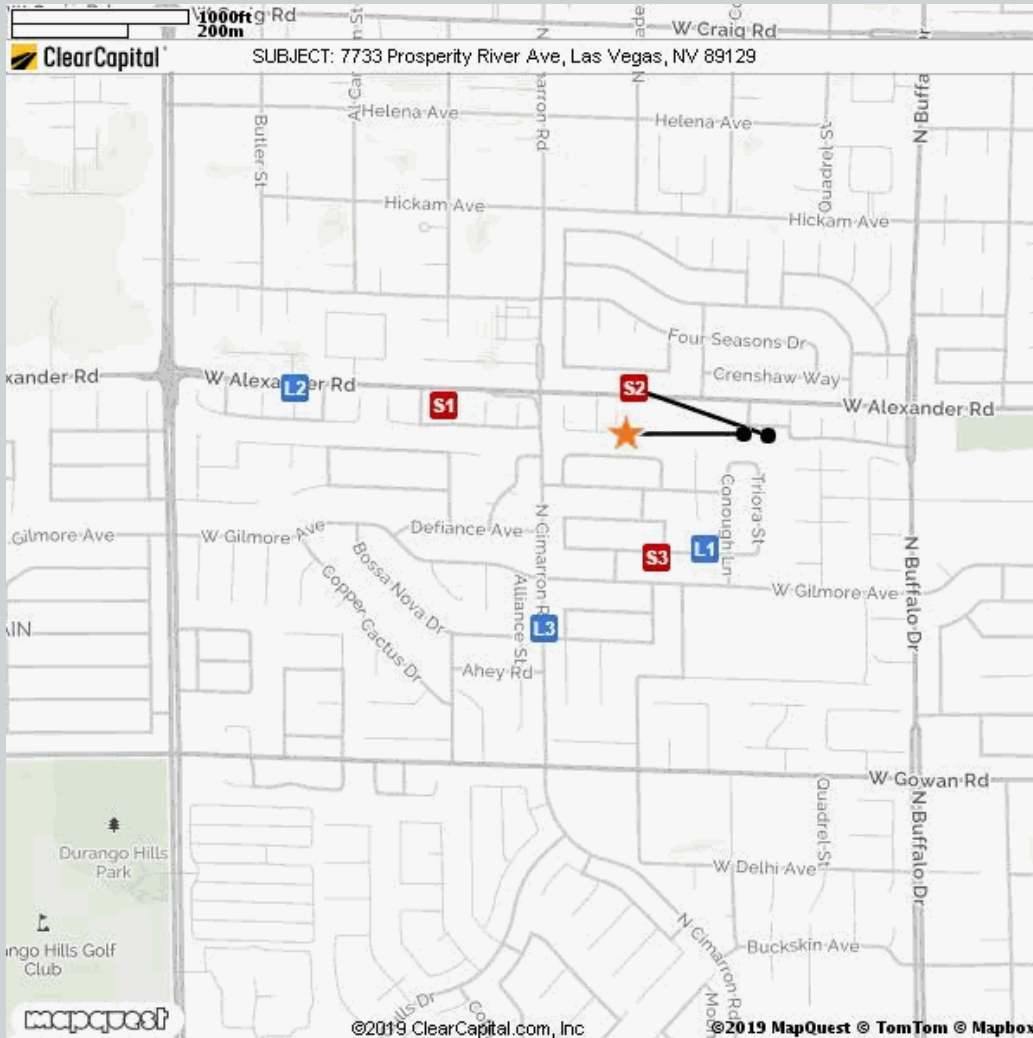 1000ft
200m
W Craig Rd
W Craig Rd
ClearCapital
SUBJECT: 7733 Prosperity River Ave, Las Vegas, NV 89129
Helena Ave
Helena Ave
Butler St
Quadrel St
Hickam Ave
Hickam Ave
Four Seasons Dr
Crenshaw Way
xander Rd
W Alexa
er Rd
L2
S1
S2
W Alexander Rd
Triora St
Conough Ln
Gilmore Ave
W Gilmore Ave
Defiance Ave
N Cimarron R
N Buffalo Dr
L1
S3
W Gilmore Ave
Bossa Nova Dr
Copper Cactus Dr
Alliance St
AIN
L3
Ahey Rd
W Gowan Rd
Quadrel St
N Buffalo Dr
Durango Hills
Park
W Delhi Ave
ngo Hills Golf
Club
N Cimarron Rd
Buckskin Ave
lls Dr
mapquest
©2019 ClearCapital.com, Inc
©2019 MapQuest © TomTom © Mapbox